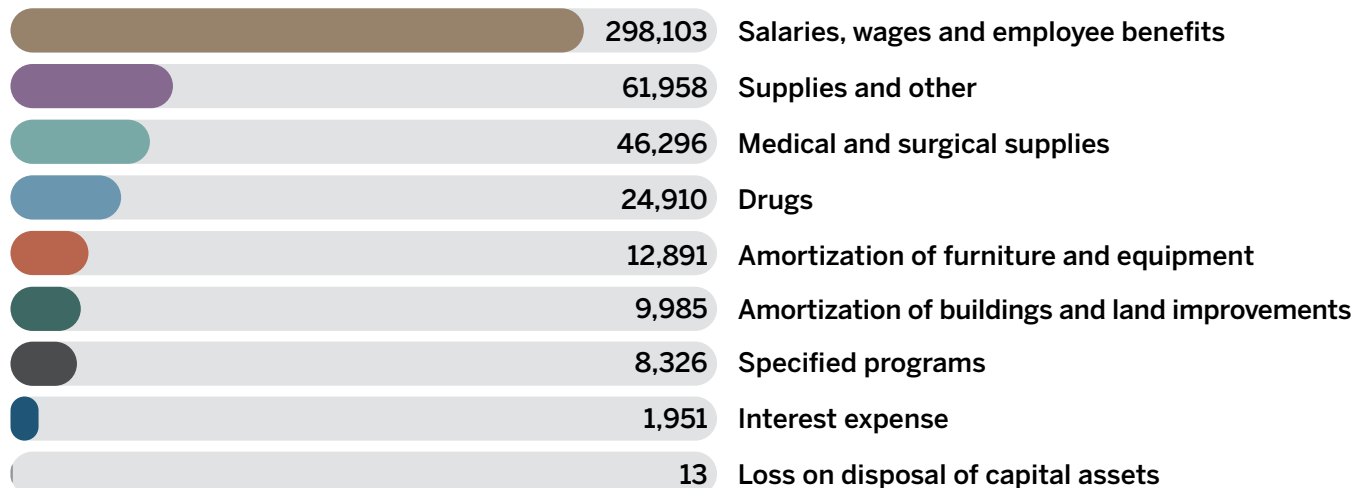 298,103 Salaries, wages and employee benefits
61,958 Supplies and other
46,296 Medical and surgical supplies
24,910 Drugs
12,891 Amortization of furniture and equipment
9,985 Amortization of buildings and land improvements
8,326 Specified programs
1,951 Interest expense
13 Loss on disposal of capital assets